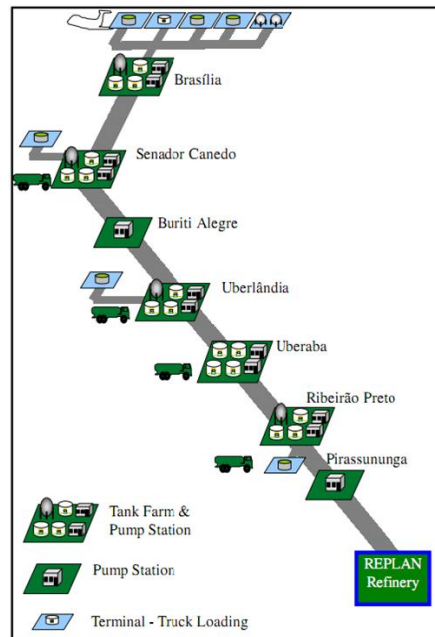 Brasília
Senador Canedo
Buriti Alegre
Uberlândia
Uberaba
Ribeirão Preto
Pirassununga
Tank Farm &
Pump Station
Pump Station
Terminal - Truck Loading
REPLAN
Refinery